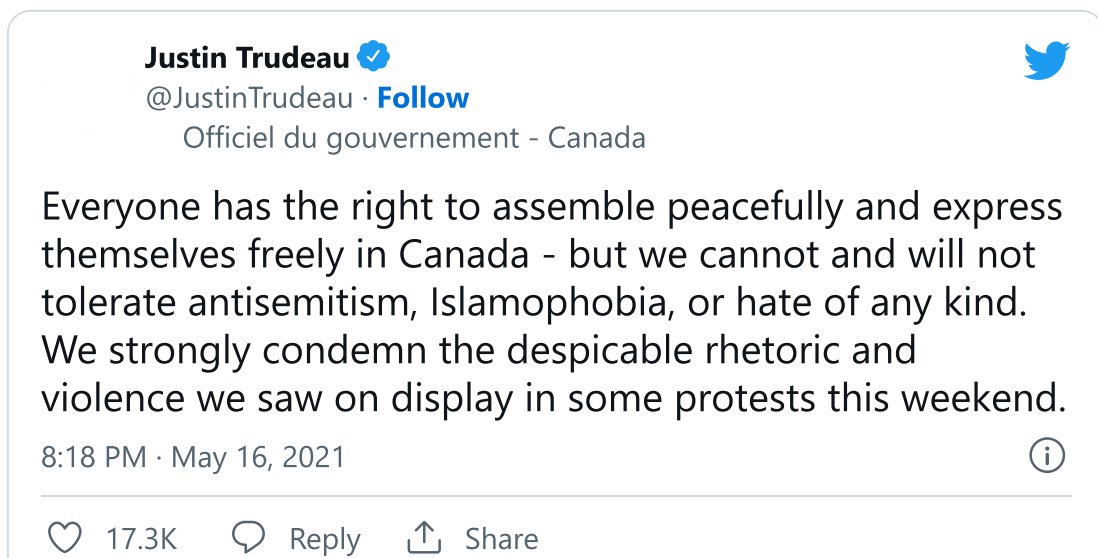 Justin Trudeau
@JustinTrudeau · Follow
Officiel du gouvernement - Canada
Everyone has the right to assemble peacefully and express
themselves freely in Canada - but we cannot and will not
tolerate antisemitism, Islamophobia, or hate of any kind.
We strongly condemn the despicable rhetoric and
violence we saw on display in some protests this weekend.
8:18 PM · May 16, 2021
17.3K Reply Share